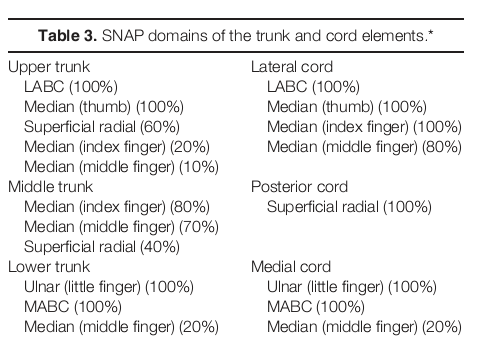 Table 3. SNAP domains of the trunk and cord elements.*
Upper trunk
LABC (100%)
Median (thumb) (100%)
Superficial radial (60%)
Median (index finger) (20%)
Median (middle finger) (10%)
Middle trunk
Median (index finger) (80%)
Median (middle finger) (70%)
Superficial radial (40%)
Lower trunk
Ulnar (little finger) (100%)
MABC (100%)
Median (middle finger) (20%)
Lateral cord
LABC (100%)
Median (thumb) (100%)
Median (index finger) (100%)
Median (middle finger) (80%)
Posterior cord
Superficial radial (100%)
Medial cord
Ulnar (little finger) (100%)
MABC (100%)
Median (middle finger) (20%)